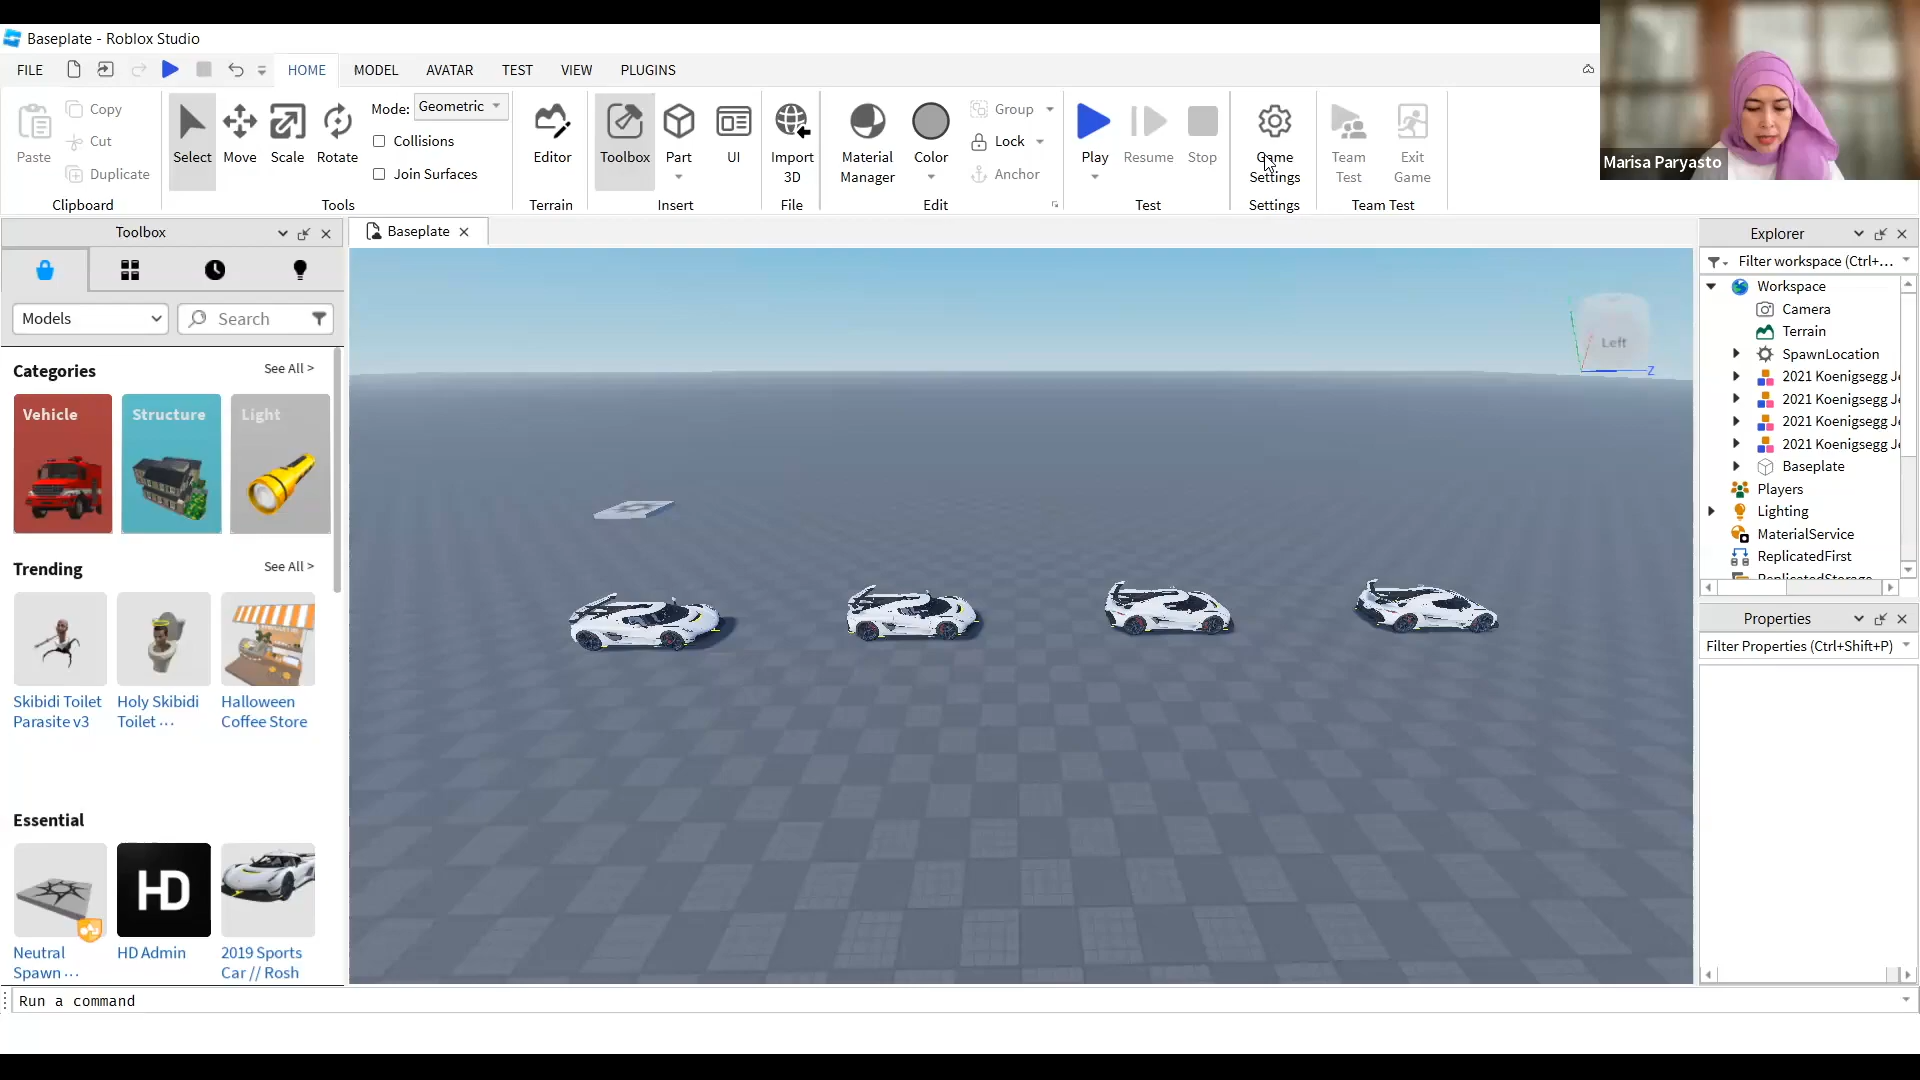 Baseplate - Roblox Studio
FILE
HOME
MODEL
AVATAR
TEST
VIEW
PLUGINS
Paste
Copy
Cut
Duplicate
Clipboard
Select
Move
Scale
Rotate
Mode:
Geometric
Collisions
Join Surfaces
Tools
Editor
Terrain
Toolbox
Part
UI
Insert
Import
3D
File
Material
Manager
Color
Group
Lock
Anchor
Edit
Play
Resume
Stop
Test
Game
Settings
Settings
Team
Test
Exit
Game
Team Test
Marisa Paryasto
Toolbox
Models
Search
Categories
See All >
Vehicle
Structure
Light
Trending
See All >
Skibidi Toilet
Parasite v3
Holy Skibidi
Toilet ...
Halloween
Coffee Store
Essential
HD
Neutral
Spawn ...
HD Admin
2019 Sports
Car // Rosh
Baseplate
Left
Z
Explorer
Filter workspace (Ctrl+...
Workspace
Camera
Terrain
SpawnLocation
2021 Koenigsegg Je
2021 Koenigsegg Je
2021 Koenigsegg Je
2021 Koenigsegg Je
Baseplate
Players
Lighting
MaterialService
ReplicatedFirst
ReplicatedStorage
Properties
Filter Properties (Ctrl+Shift+P)
Run a command